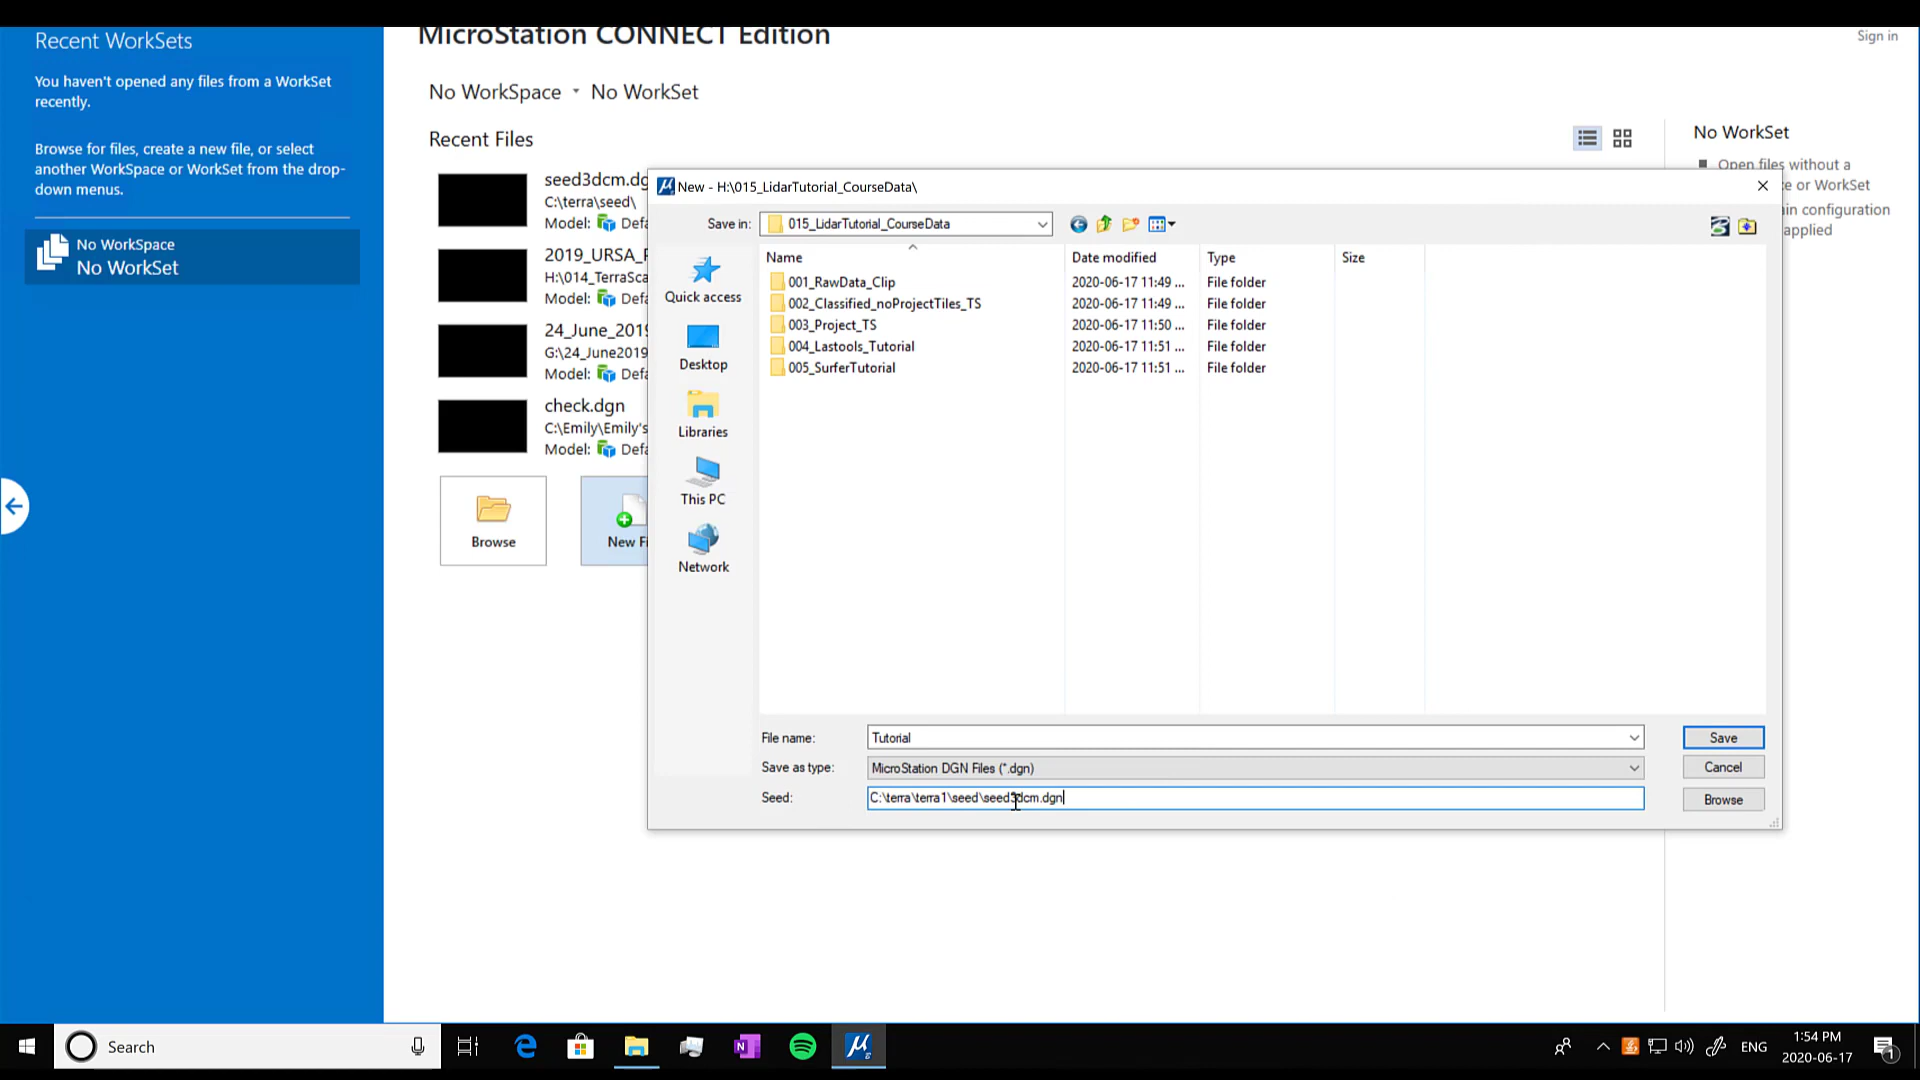 Recent WorkSets
You haven't opened any files from a WorkSet
recently.
Browse for files, create a new file, or select
another WorkSpace or WorkSet from the drop-
down menus.
No WorkSpace
No WorkSet
MicroStation CONNECT Edition
Sign in
No WorkSpace No WorkSet
Recent Files
seed3dcm.dg
C:\terra\seed\
Model: Defa
2019_URSA_
H:\014_TerraSca
Model: Defa
24_June_2019
G:\24_June2019
Model: Defa
check.dgn
C:\Emily\Emily's
Model: Defa
Browse
New Fi
No WorkSet
Open files without a
e or WorkSet
ain configuration
applied
New - H:\015_LidarTutorial_CourseData\
Save in: 015_LidarTutorial_CourseData
Quick access
Desktop
Libraries
This PC
Network
Name Date modified Type Size
001_RawData_Clip 2020-06-17 11:49 ... File folder
002_Classified_noProjectTiles_TS 2020-06-17 11:49 ... File folder
003_Project_TS 2020-06-17 11:50 ... File folder
004_Lastools_Tutorial 2020-06-17 11:51 ... File folder
005_SurferTutorial 2020-06-17 11:51 ... File folder
File name: Tutorial Save
Save as type: MicroStation DGN Files (*.dgn) Cancel
Seed: C:\terra\terra1\seed\seed3dcm.dgn Browse
Search
ENG
1:54 PM
2020-06-17
1